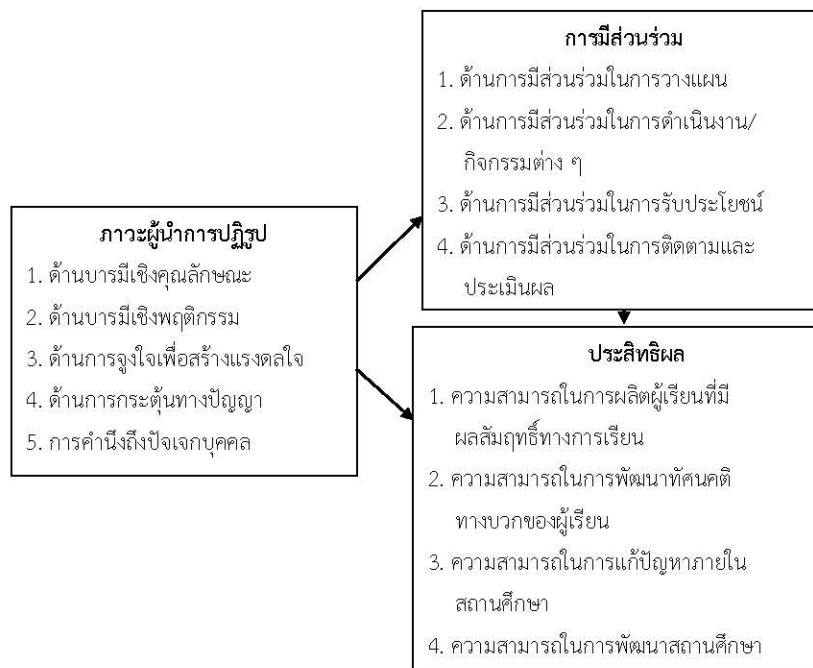 การมีส่วนร่วม
1. ด้านการมีส่วนร่วมในการวางแผน
2. ด้านการมีส่วนร่วมในการดำเนินงาน/
กิจกรรมต่าง ๆ
3. ด้านการมีส่วนร่วมในการรับประโยชน์
4. ด้านการมีส่วนร่วมในการติดตามและ
ประเมินผล
ภาวะผู้นำการปฏิรูป
1. ด้านบารมีเชิงคุณลักษณะ
2. ด้านบารมีเชิงพฤติกรรม
3. ด้านการจูงใจเพื่อสร้างแรงดลใจ
4. ด้านการกระตุ้นทางปัญญา
5. การคำนึงถึงปัจเจกบุคคล
ประสิทธิผล
1. ความสามารถในการผลิตผู้เรียนที่มี
ผลสัมฤทธิ์ทางการเรียน
2. ความสามารถในการพัฒนาทัศนคติ
ทางบวกของผู้เรียน
3. ความสามารถในการแก้ปัญหาภายใน
สถานศึกษา
4. ความสามารถในการพัฒนาสถานศึกษา